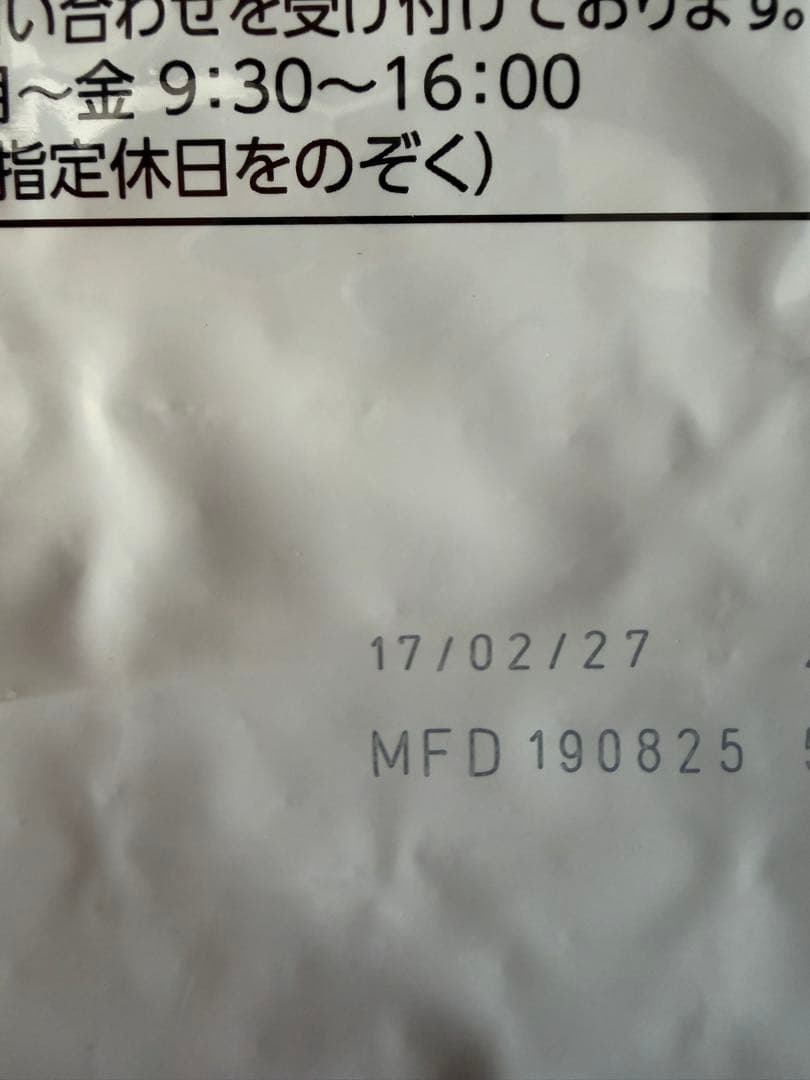 い合わせを受け付けております。
月～金 9:30～16:00
指定休日をのぞく）
17/02/27
MFD 190825